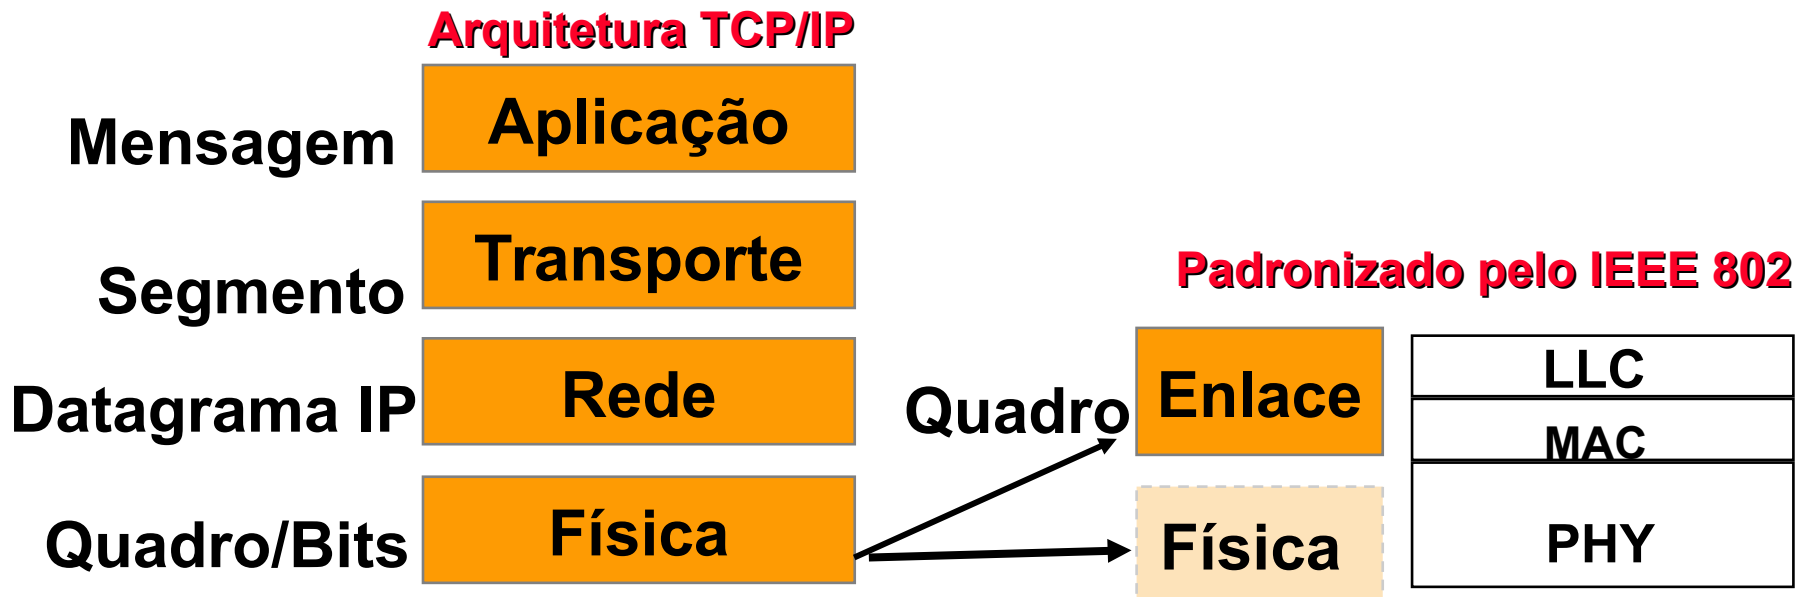 Arquitetura TCP/IP
Mensagem
Aplicação
Segmento
Transporte
Datagrama IP
Rede
Quadro/Bits
Física
Padronizado pelo IEEE 802
Quadro
Enlace
Física
LLC
MAC
PHY